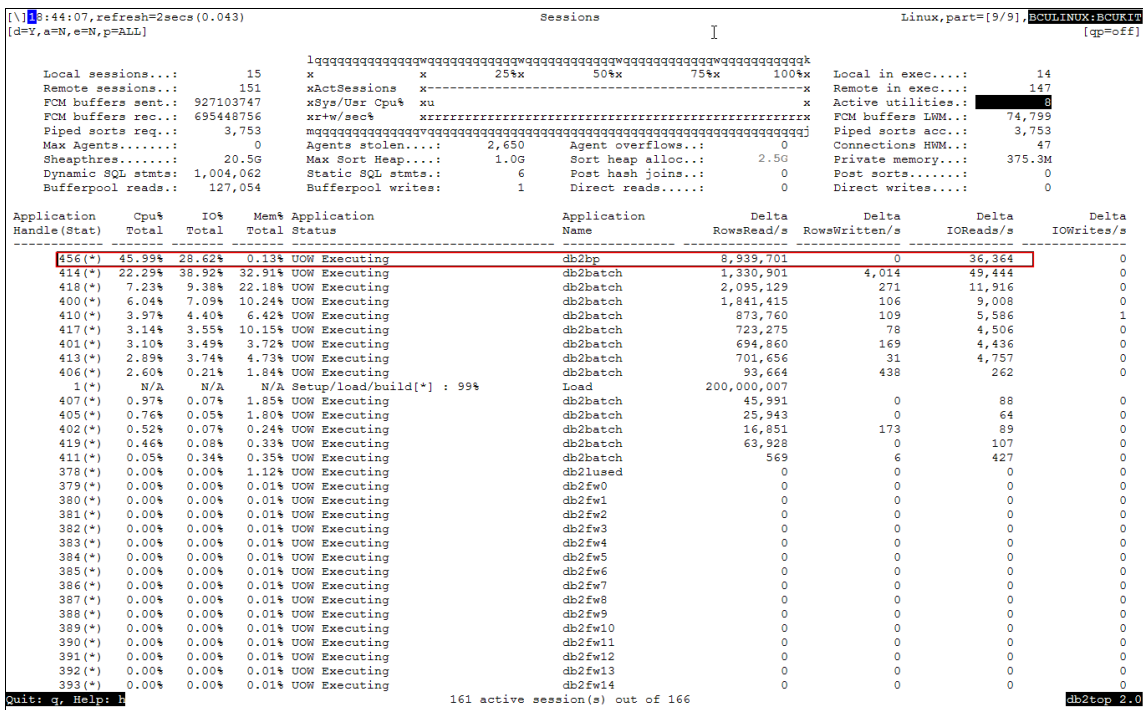 [\]18:44:07,refresh=2secs(0.043) Sessions Linux,part=[9/9],BCULINUX:BCUKIT
[d=Y,a=N,e=N,p=ALL] [qp=off]
lqqqqqqqqqqqqqqwqqqqqqqqqqqqwqqqqqqqqqqqqwqqqqqqqqqqqqwqqqqqqqqqqqk
Local sessions...: 15 x x 25%x 50%x 75%x 100%x Local in exec....: 14
Remote sessions..: 151 xActSessions x--------------------------------------------------x Remote in exec...: 147
FCM buffers sent.: 927103747 xSys/Usr Cpu% xu x Active utilities.: 8
FCM buffers rec..: 695448756 xr+w/sec% xrrrrrrrrrrrrrrrrrrrrrrrrrrrrrrrrrrrrrrrrrrrrrrrrrrx FCM buffers LWM..: 74,799
Piped sorts req..: 3,753 mqqqqqqqqqqqqqqvqqqqqqqqqqqqqqqqqqqqqqqqqqqqqqqqqqqqqqqqqqqqqqqqqqj Piped sorts acc..: 3,753
Max Agents.......: 0 Agents stolen....: 2,650 Agent overflows..: 0 Connections HWM..: 47
Sheapthres.......: 20.5G Max Sort Heap....: 1.0G Sort heap alloc..: 2.5G Private memory...: 375.3M
Dynamic SQL stmts: 1,004,062 Static SQL stmts.: 6 Post hash joins..: 0 Post sorts.......: 0
Bufferpool reads.: 127,054 Bufferpool writes: 1 Direct reads.....: 0 Direct writes....: 0
Application Cpu% IO% Mem% Application Application Delta Delta Delta Delta
Handle(Stat) Total Total Total Status Name RowsRead/s RowsWritten/s IOReads/s IOWrites/s
456(*) 45.99% 28.62% 0.13% UOW Executing db2bp 8,939,701 0 36,364 0
414(*) 22.29% 38.92% 32.91% UOW Executing db2batch 1,330,901 4,014 49,444 0
418(*) 7.23% 9.38% 22.18% UOW Executing db2batch 2,095,129 271 11,916 0
400(*) 6.04% 7.09% 10.24% UOW Executing db2batch 1,841,415 106 9,008 0
410(*) 3.97% 4.40% 6.42% UOW Executing db2batch 873,760 109 5,586 1
417(*) 3.14% 3.55% 10.15% UOW Executing db2batch 723,275 78 4,506 0
401(*) 3.10% 3.49% 3.72% UOW Executing db2batch 694,860 169 4,436 0
413(*) 2.89% 3.74% 4.73% UOW Executing db2batch 701,656 31 4,757 0
406(*) 2.60% 0.21% 1.84% UOW Executing db2batch 93,664 438 262 0
1(*) N/A N/A N/A Setup/load/build[*] : 99% Load 200,000,007 0
407(*) 0.97% 0.07% 1.85% UOW Executing db2batch 45,991 0 88 0
405(*) 0.76% 0.05% 1.80% UOW Executing db2batch 25,943 0 64 0
402(*) 0.52% 0.07% 0.24% UOW Executing db2batch 16,851 173 89 0
419(*) 0.46% 0.08% 0.33% UOW Executing db2batch 63,928 0 107 0
411(*) 0.05% 0.34% 0.35% UOW Executing db2batch 569 6 427 0
378(*) 0.00% 0.00% 1.12% UOW Executing db2lused 0 0 0 0
379(*) 0.00% 0.00% 0.01% UOW Executing db2fw0 0 0 0 0
380(*) 0.00% 0.00% 0.01% UOW Executing db2fw1 0 0 0 0
381(*) 0.00% 0.00% 0.01% UOW Executing db2fw2 0 0 0 0
382(*) 0.00% 0.00% 0.01% UOW Executing db2fw3 0 0 0 0
383(*) 0.00% 0.00% 0.01% UOW Executing db2fw4 0 0 0 0
384(*) 0.00% 0.00% 0.01% UOW Executing db2fw5 0 0 0 0
385(*) 0.00% 0.00% 0.01% UOW Executing db2fw6 0 0 0 0
386(*) 0.00% 0.00% 0.01% UOW Executing db2fw7 0 0 0 0
387(*) 0.00% 0.00% 0.01% UOW Executing db2fw8 0 0 0 0
388(*) 0.00% 0.00% 0.01% UOW Executing db2fw9 0 0 0 0
389(*) 0.00% 0.00% 0.01% UOW Executing db2fw10 0 0 0 0
390(*) 0.00% 0.00% 0.01% UOW Executing db2fw11 0 0 0 0
391(*) 0.00% 0.00% 0.01% UOW Executing db2fw12 0 0 0 0
392(*) 0.00% 0.00% 0.01% UOW Executing db2fw13 0 0 0 0
393(*) 0.00% 0.00% 0.01% UOW Executing db2fw14 0 0 0 0
Quit: q, Help: h 161 active session(s) out of 166 db2top 2.0